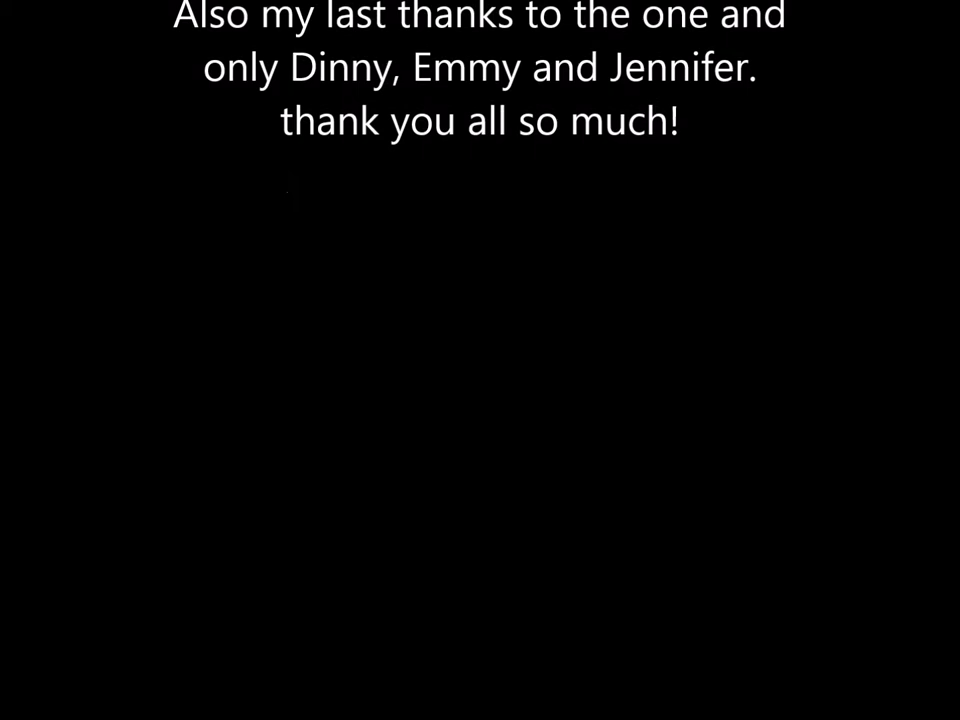 Also my last thanks to the one and
only Dinny, Emmy and Jennifer.
thank you all so much!